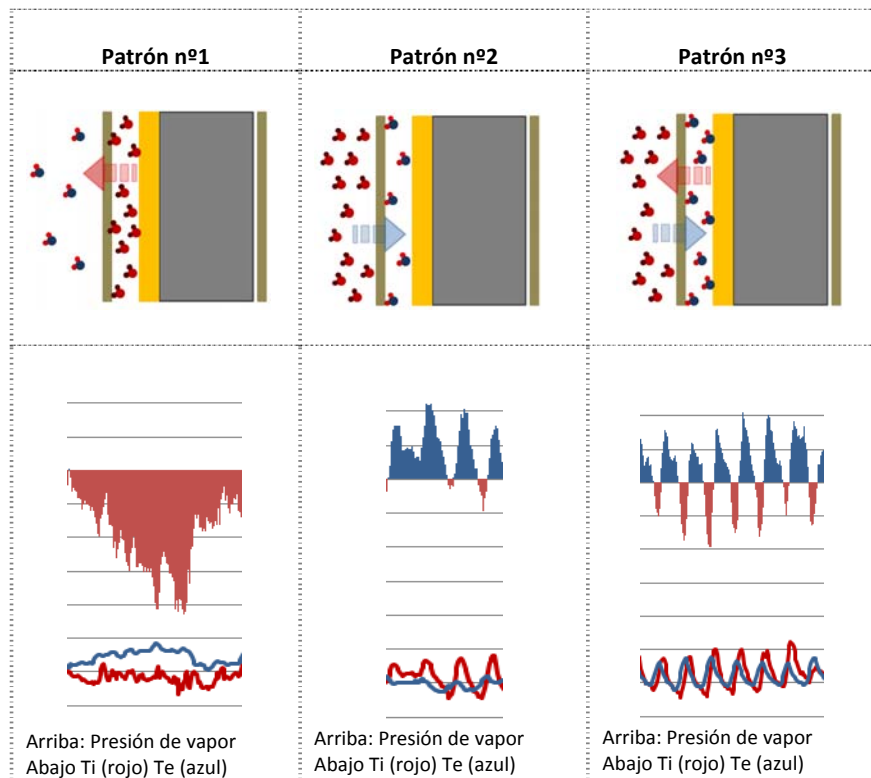 Patrón nº1
Patrón nº2
Patrón nº3
Arriba: Presión de vapor
Abajo Ti (rojo) Te (azul)
Arriba: Presión de vapor
Abajo Ti (rojo) Te (azul)
Arriba: Presión de vapor
Abajo Ti (rojo) Te (azul)